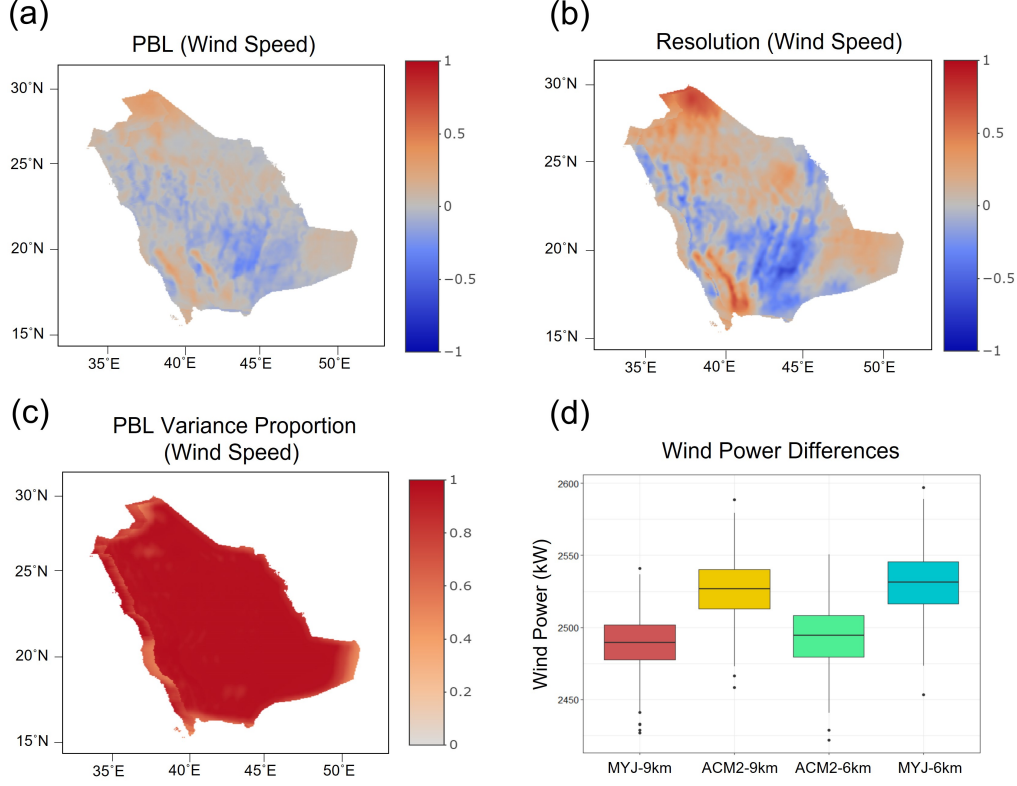 (a)
PBL (Wind Speed)
30°N
25°N
20°N
15°N
35°E
40°E
45°E
50°E
1
0.5
0
−0.5
−1
(b)
Resolution (Wind Speed)
30°N
25°N
20°N
15°N
35°E
40°E
45°E
50°E
1
0.5
0
−0.5
−1
(c)
PBL Variance Proportion
(Wind Speed)
30°N
25°N
20°N
15°N
35°E
40°E
45°E
50°E
1
0.8
0.6
0.4
0.2
0
(d)
Wind Power Differences
Wind Power (kW)
2600
2550
2500
2450
MYJ-9km
ACM2-9km
ACM2-6km
MYJ-6km